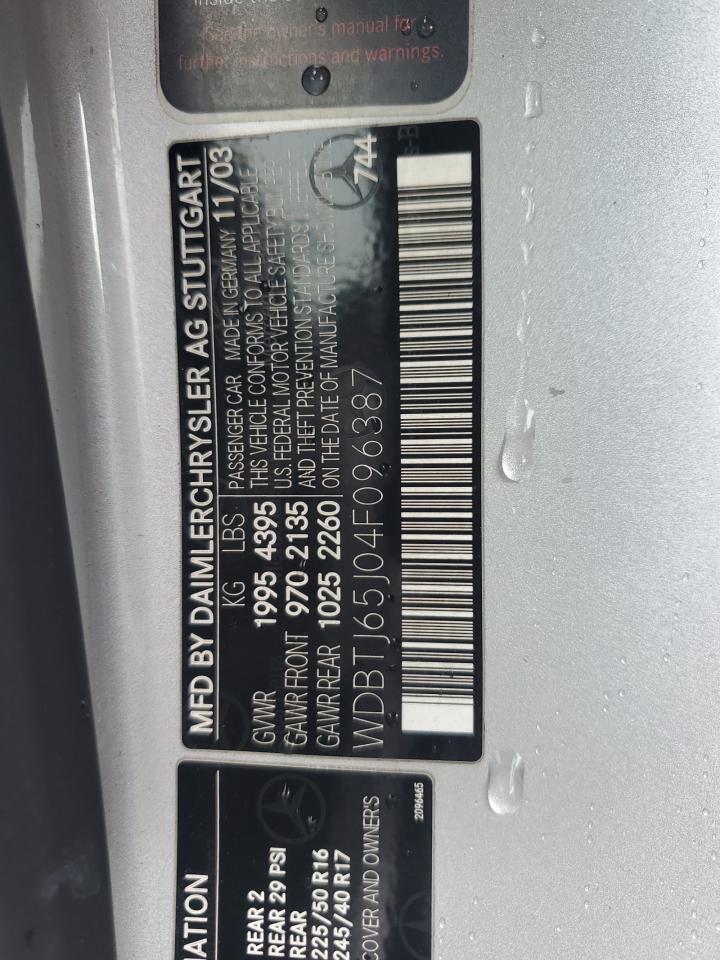 inside the
See the owner's manual for
further instructions and warnings.
MFD BY DAIMLERCHRYSLER AG STUTTGART
KG LBS PASSENGER CAR MADE IN GERMANY 11/03
GVWR 1995 4395 THIS VEHICLE CONFORMS TO ALL APPLICABLE
U.S. FEDERAL MOTOR VEHICLE SAFETY
GAWR FRONT 970 2135 AND THEFT PREVENTION STANDARDS
GAWR REAR 1025 2260 ON THE DATE OF MANUFACTURE
WDBTJ65J04F096387
744
REAR 2
REAR 29 PSI
REAR
225/50 R16
245/40 R17
COVER AND OWNER'S
2096465